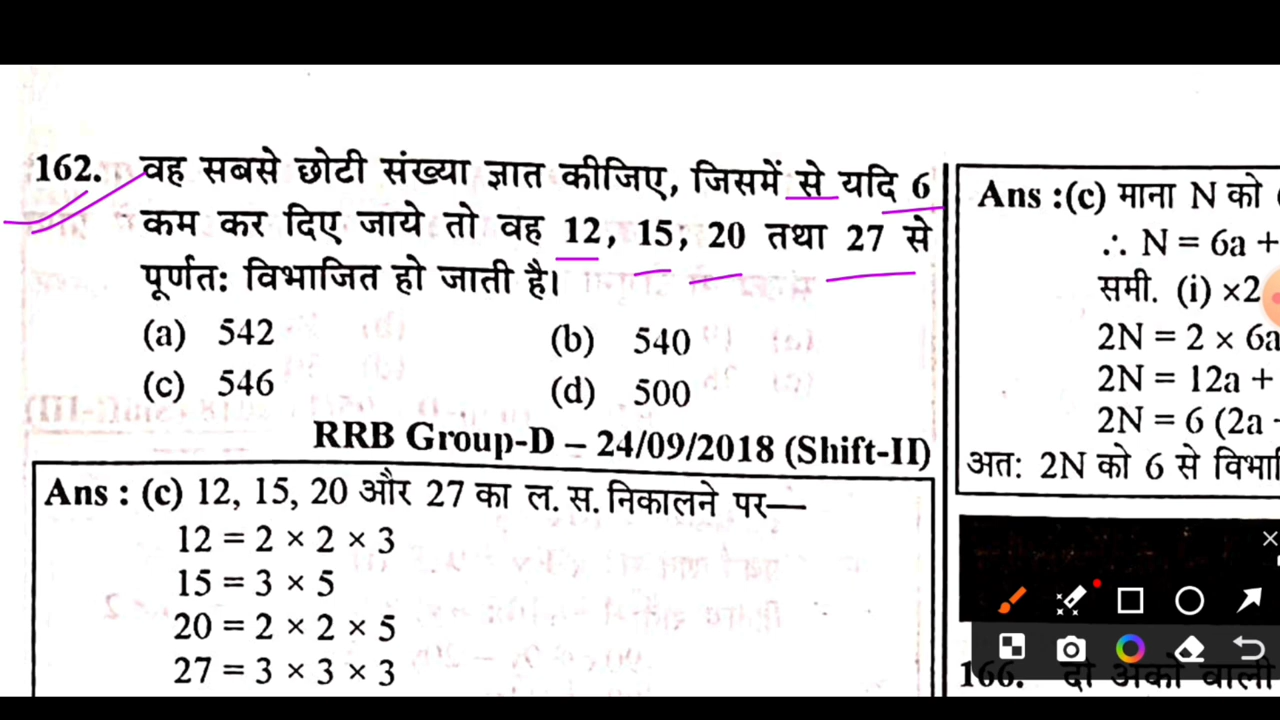 162. वह सबसे छोटी संख्या ज्ञात कीजिए, जिसमें से यदि 6
कम कर दिए जाये तो वह 12, 15, 20 तथा 27 से
पूर्णत: विभाजित हो जाती है।
(a) 542 (b) 540
(c) 546 (d) 500
RRB Group-D – 24/09/2018 (Shift-II)
Ans : (c) 12, 15, 20 और 27 का ल. स. निकालने पर—
12 = 2 × 2 × 3
15 = 3 × 5
20 = 2 × 2 × 5
27 = 3 × 3 × 3
Ans :(c) माना N को
∴ N = 6a +
समी. (i) ×2
2N = 2 × 6a
2N = 12a +
2N = 6 (2a -
अत: 2N को 6 से
166. दो अंकों वाली